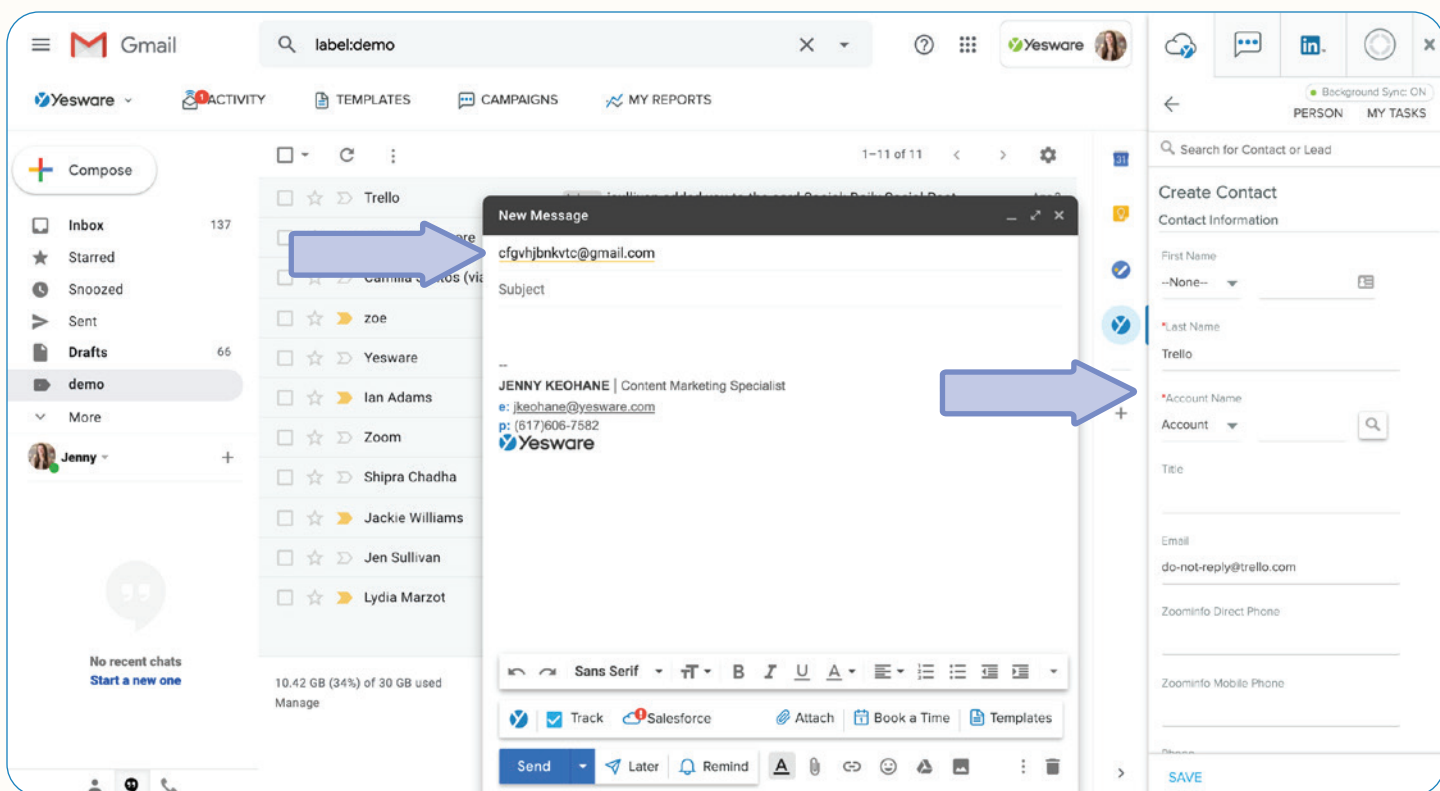 Gmail
label:demo
Yesware
in.
Yesware
1
ACTIVITY
TEMPLATES
CAMPAIGNS
MY REPORTS
Background Sync: ON
PERSON MY TASKS
Compose
1–11 of 11
31
Search for Contact or Lead
Inbox 137
Starred
Snoozed
Sent
Drafts 66
demo
More
Jenny
No recent chats
Start a new one
Trello
zoe
Yesware
Ian Adams
Zoom
Shipra Chadha
Jackie Williams
Jen Sullivan
Lydia Marzot
10.42 GB (34%) of 30 GB used
Manage
New Message
cfgvhjbnkvtc@gmail.com
Subject
--
JENNY KEOHANE | Content Marketing Specialist
e: jkeohane@yesware.com
p: (617)606-7582
Yesware
Sans Serif
B I U A
Track Salesforce Attach Book a Time Templates
Send Later Remind A
Create Contact
Contact Information
First Name
--None--
*Last Name
Trello
*Account Name
Account
Title
Email
do-not-reply@trello.com
Zoominfo Direct Phone
Zoominfo Mobile Phone
SAVE